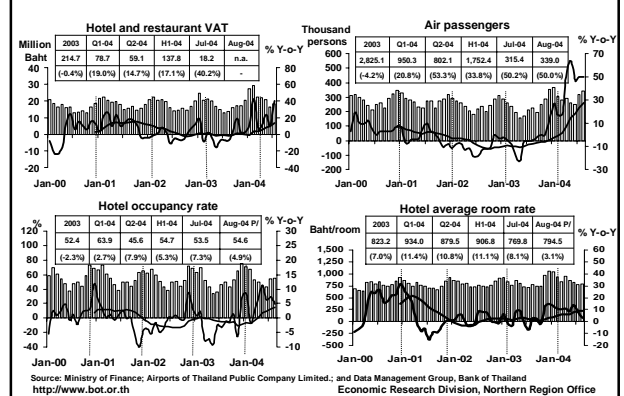 Hotel and restaurant VAT
Million Baht
% Y-o-Y
2003 Q1-04 Q2-04 H1-04 Jul-04 Aug-04
214.7 78.7 59.1 137.8 18.2 n.a.
(-0.4%) (19.0%) (14.7%) (17.1%) (40.2%) -
40 30 20 10 0 -10 -20
80 60 40 20 0 -20 -40
Jan-00 Jan-01 Jan-02 Jan-03 Jan-04
Air passengers
Thousand persons
% Y-o-Y
2003 Q1-04 Q2-04 H1-04 Jul-04 Aug-04
2,825.1 950.3 802.1 1,752.4 315.4 339.0
(-4.2%) (20.8%) (53.3%) (33.8%) (50.2%) (50.0%)
600 500 400 300 200 100 0 -100 -200
70 50 30 10 -10 -30
Jan-00 Jan-01 Jan-02 Jan-03 Jan-04
Hotel occupancy rate
%
% Y-o-Y
2003 Q1-04 Q2-04 H1-04 Jul-04 Aug-04 P/
52.4 63.9 45.6 54.7 53.5 54.6
(-2.3%) (2.7%) (7.9%) (5.3%) (7.3%) (4.9%)
120 100 80 60 40 20 0 -20 -40
30 25 20 15 10 5 0 -5 -10
Jan-00 Jan-01 Jan-02 Jan-03 Jan-04
Hotel average room rate
Baht/room
% Y-o-Y
2003 Q1-04 Q2-04 H1-04 Jul-04 Aug-04 P/
823.2 934.0 879.5 906.8 769.8 794.5
(7.0%) (11.4%) (10.8%) (11.1%) (8.1%) (3.1%)
1,500 1,250 1,000 750 500 250 0 -250 -500
60 50 40 30 20 10 0 -10 -20
Jan-00 Jan-01 Jan-02 Jan-03 Jan-04
Source: Ministry of Finance; Airports of Thailand Public Company Limited.; and Data Management Group, Bank of Thailand
http://www.bot.or.th Economic Research Division, Northern Region Office